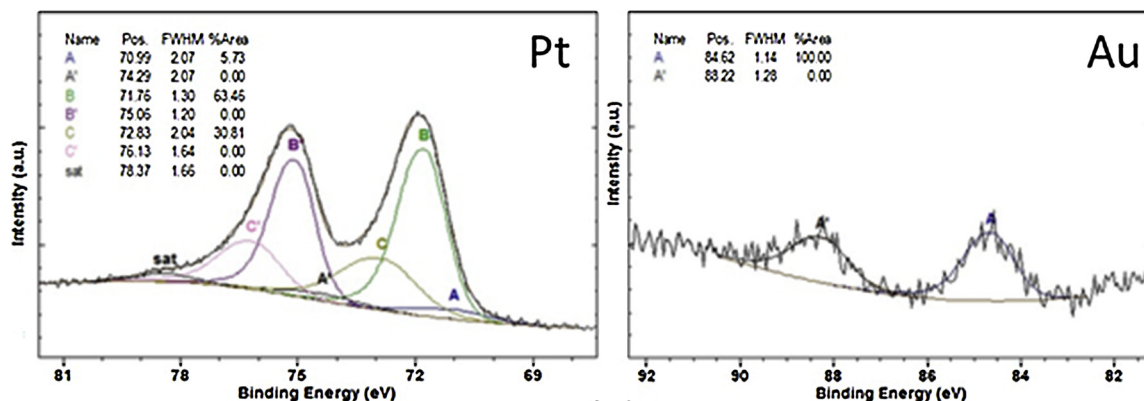 Name Pos. FWHM %Area
A 70.99 2.07 5.73
A' 74.29 2.07 0.00
B 71.76 1.30 63.46
B' 75.06 1.20 0.00
C 72.83 2.04 30.81
C' 76.13 1.64 0.00
sat 78.37 1.66 0.00
Pt
B'
B
C'
C
sat
A'
A
Intensity (a.u.)
81 78 75 72 69
Binding Energy (eV)
Name Pos. FWHM %Area
A 84.62 1.14 100.00
A' 88.22 1.28 0.00
Au
A'
A
Intensity (a.u.)
92 90 88 86 84 82
Binding Energy (eV)